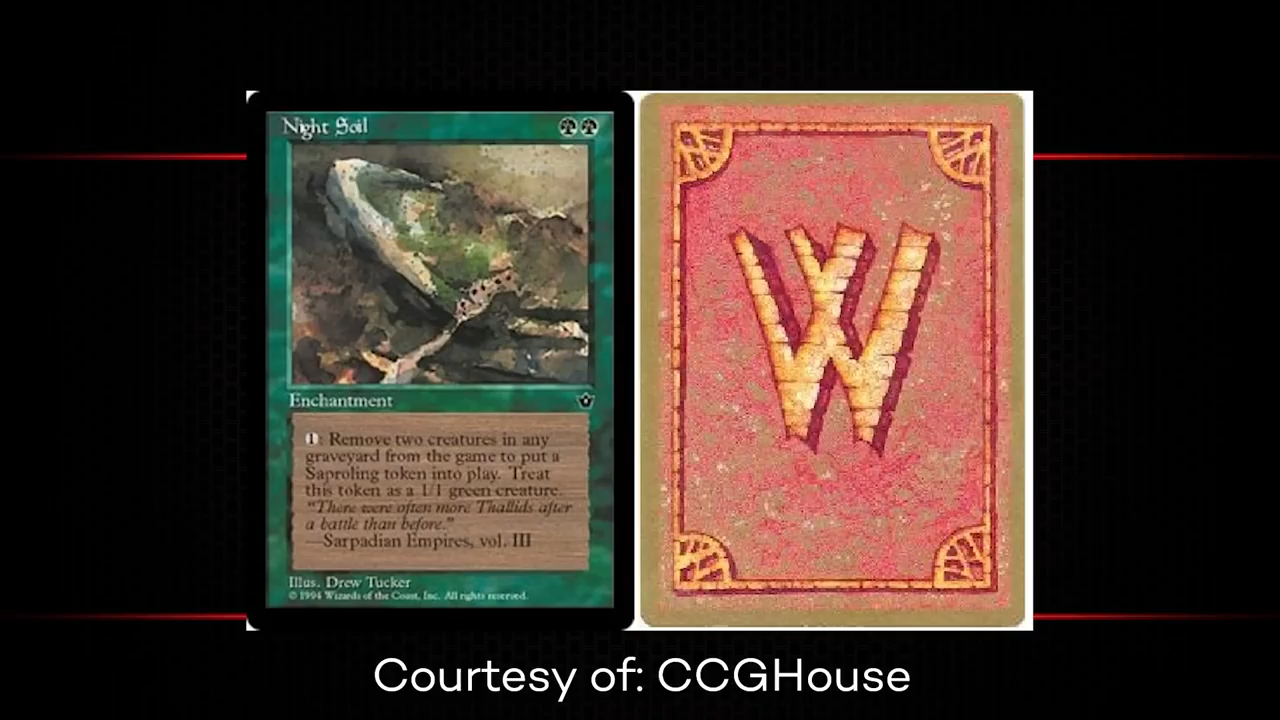 Night Soil
Enchantment
1: Remove two creatures in any
graveyard from the game to put a
Saproling token into play. Treat
this token as a 1/1 green creature.
"There were often more Thallids after
a battle than before."
—Sarpadian Empires, vol. III
Illus. Drew Tucker
© 1994 Wizards of the Coast, Inc. All rights reserved.
W
Courtesy of: CCGHouse